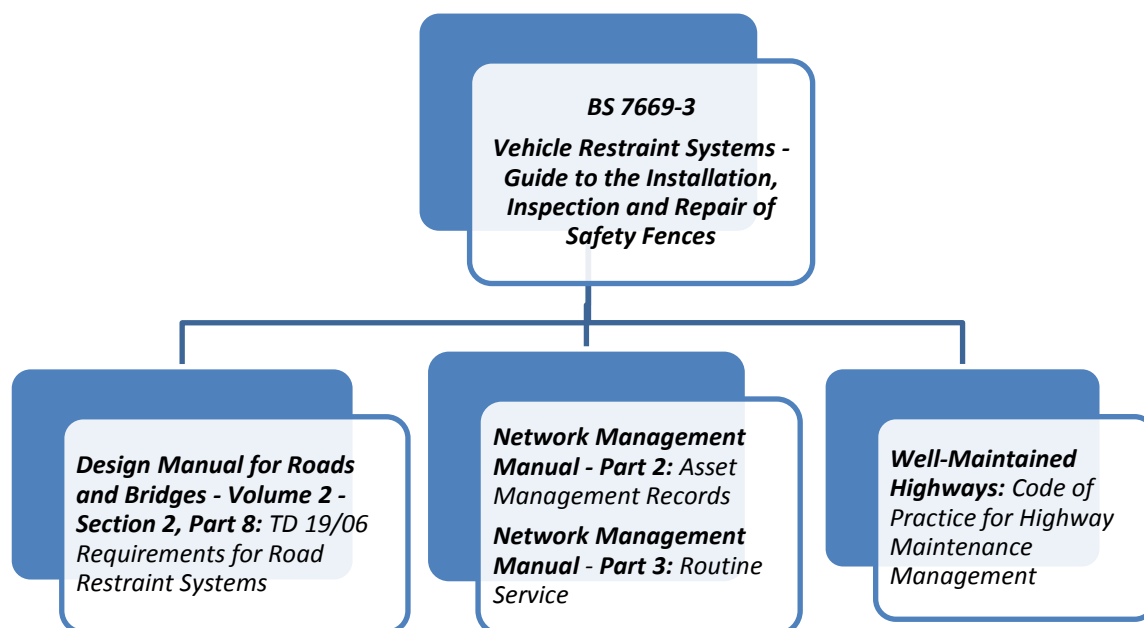 BS 7669-3
Vehicle Restraint Systems -
Guide to the Installation,
Inspection and Repair of
Safety Fences
Design Manual for Roads
and Bridges - Volume 2 -
Section 2, Part 8: TD 19/06
Requirements for Road
Restraint Systems
Network Management
Manual - Part 2: Asset
Management Records
Network Management
Manual - Part 3: Routine
Service
Well-Maintained
Highways: Code of
Practice for Highway
Maintenance
Management